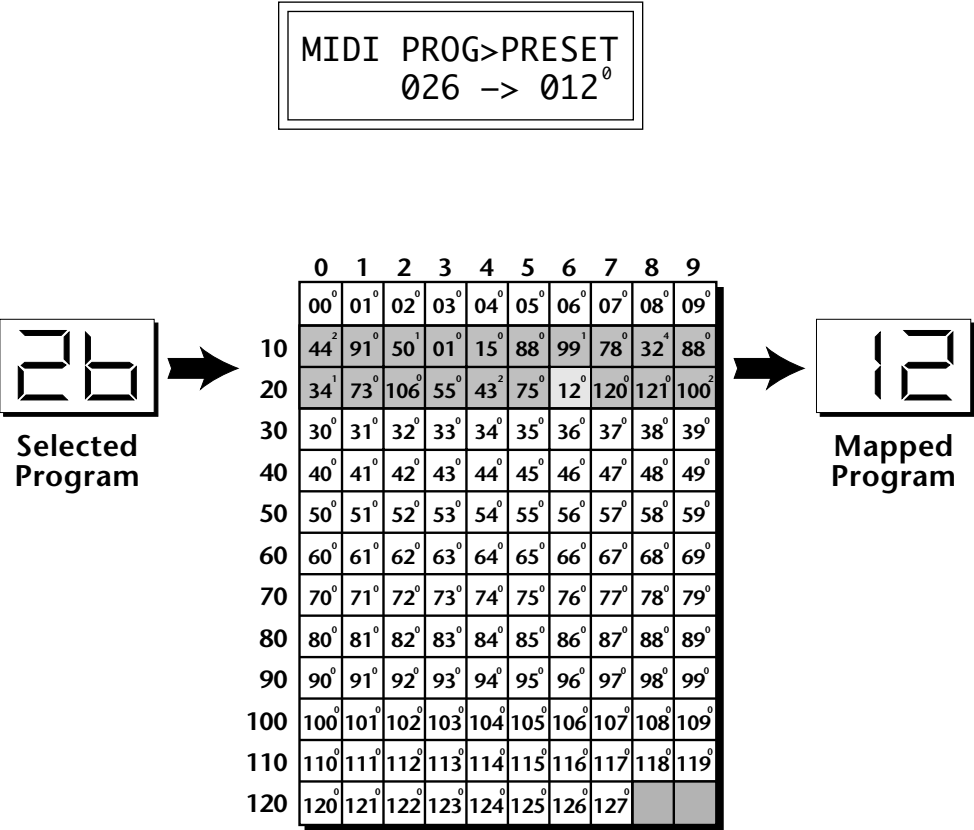 MIDI PROG>PRESET
026 –> 012⁰
0 1 2 3 4 5 6 7 8 9
00⁰ 01⁰ 02⁰ 03⁰ 04⁰ 05⁰ 06⁰ 07⁰ 08⁰ 09⁰
10 44² 91⁰ 50¹ 01⁰ 15⁰ 88⁰ 99¹ 78⁰ 32⁴ 88⁰
20 34¹ 73⁰ 106⁰ 55⁰ 43² 75⁰ 12⁰ 120⁰ 121⁰ 100²
30 30⁰ 31⁰ 32⁰ 33⁰ 34⁰ 35⁰ 36⁰ 37⁰ 38⁰ 39⁰
40 40⁰ 41⁰ 42⁰ 43⁰ 44⁰ 45⁰ 46⁰ 47⁰ 48⁰ 49⁰
50 50⁰ 51⁰ 52⁰ 53⁰ 54⁰ 55⁰ 56⁰ 57⁰ 58⁰ 59⁰
60 60⁰ 61⁰ 62⁰ 63⁰ 64⁰ 65⁰ 66⁰ 67⁰ 68⁰ 69⁰
70 70⁰ 71⁰ 72⁰ 73⁰ 74⁰ 75⁰ 76⁰ 77⁰ 78⁰ 79⁰
80 80⁰ 81⁰ 82⁰ 83⁰ 84⁰ 85⁰ 86⁰ 87⁰ 88⁰ 89⁰
90 90⁰ 91⁰ 92⁰ 93⁰ 94⁰ 95⁰ 96⁰ 97⁰ 98⁰ 99⁰
100 100⁰ 101⁰ 102⁰ 103⁰ 104⁰ 105⁰ 106⁰ 107⁰ 108⁰ 109⁰
110 110⁰ 111⁰ 112⁰ 113⁰ 114⁰ 115⁰ 116⁰ 117⁰ 118⁰ 119⁰
120 120⁰ 121⁰ 122⁰ 123⁰ 124⁰ 125⁰ 126⁰ 127⁰
26
Selected
Program
12
Mapped
Program